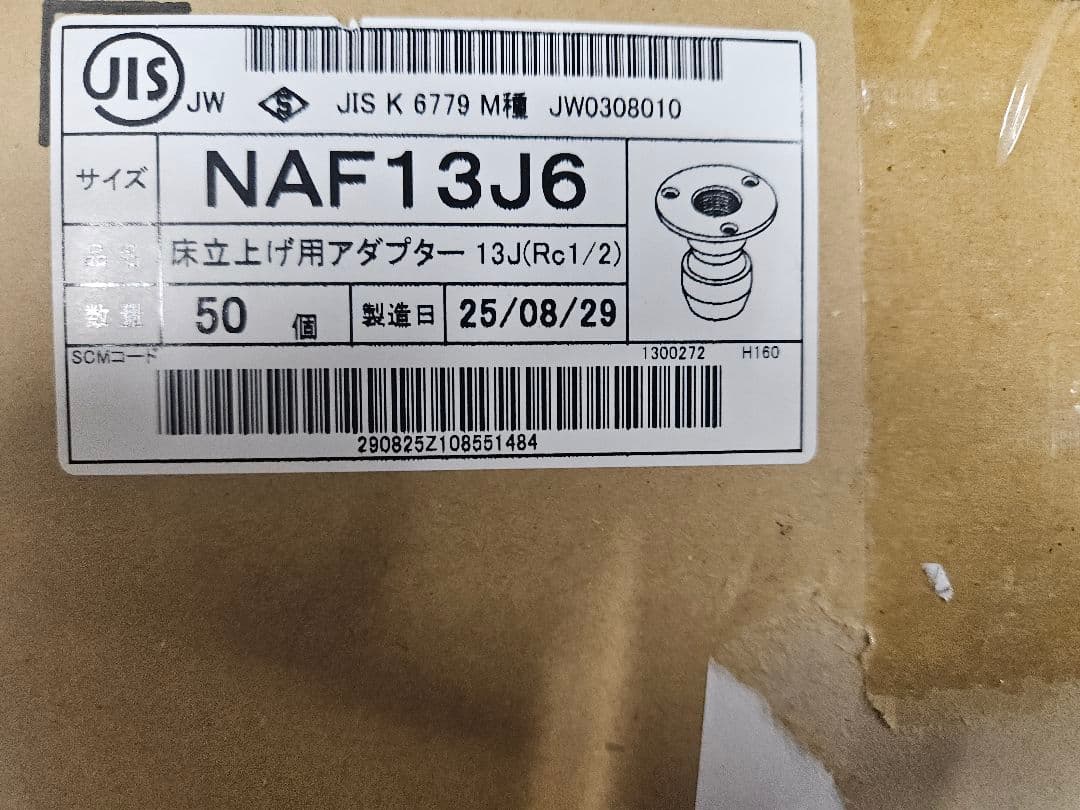 JIS JW S JIS K 6779 M種 JW0308010
サイズ NAF13J6
品名 床立上げ用アダプター 13J(Rc1/2)
数量 50 個 製造日 25/08/29
SCMコード 1300272 H160
290825Z108551484